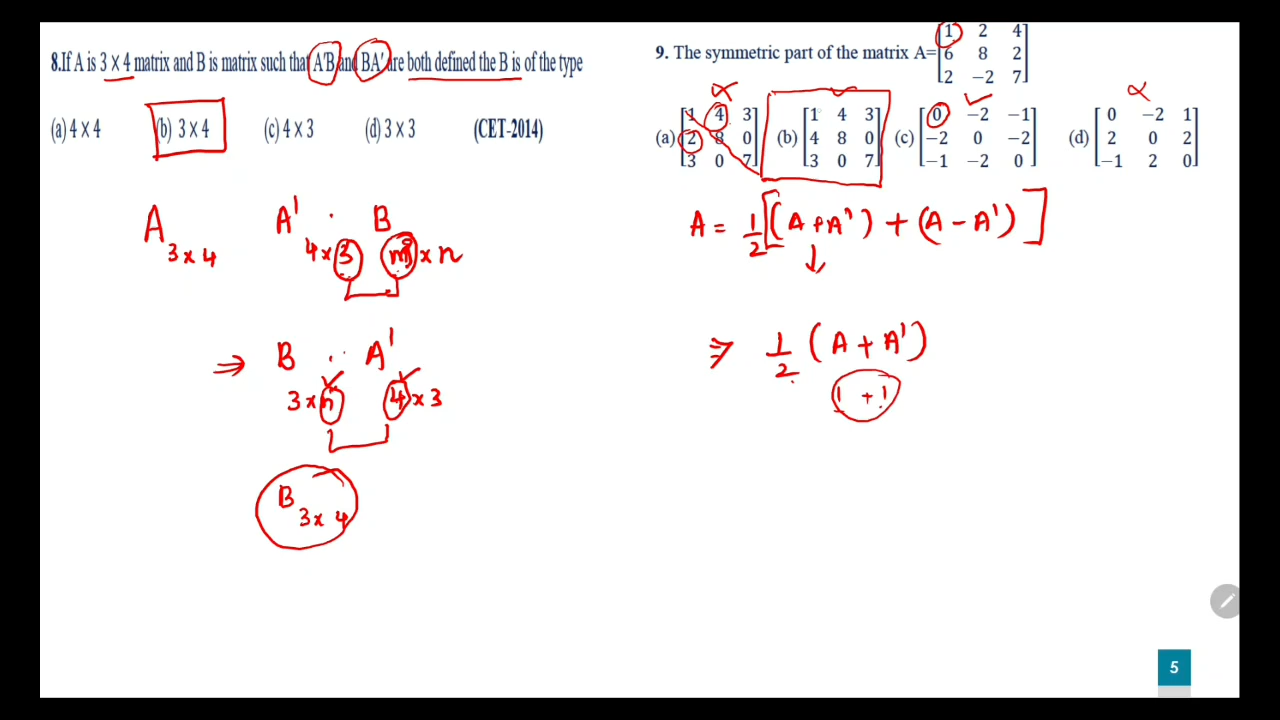 8.If A is 3 × 4 matrix and B is matrix such that A'B and BA' are both defined the B is of the type
(a) 4 × 4 (b) 3 × 4 (c) 4 × 3 (d) 3 × 3 (CET-2014)
A 3 x 4
A' . B
4 x 3 x n
⇒ B .. A'
3 x n 4 x 3
B 3 x 4
9. The symmetric part of the matrix A= [1 2 4
6 8 2
2 −2 7]
(a) [1 4 3
2 8 0
3 0 7]
(b) [1 4 3
4 8 0
3 0 7]
(c) [0 −2 −1
−2 0 −2
−1 −2 0]
(d) [0 −2 1
2 0 2
−1 2 0]
A = 1/2 [(A + A') + (A − A')]
⇒ 1/2 (A + A')
1 + 1
5